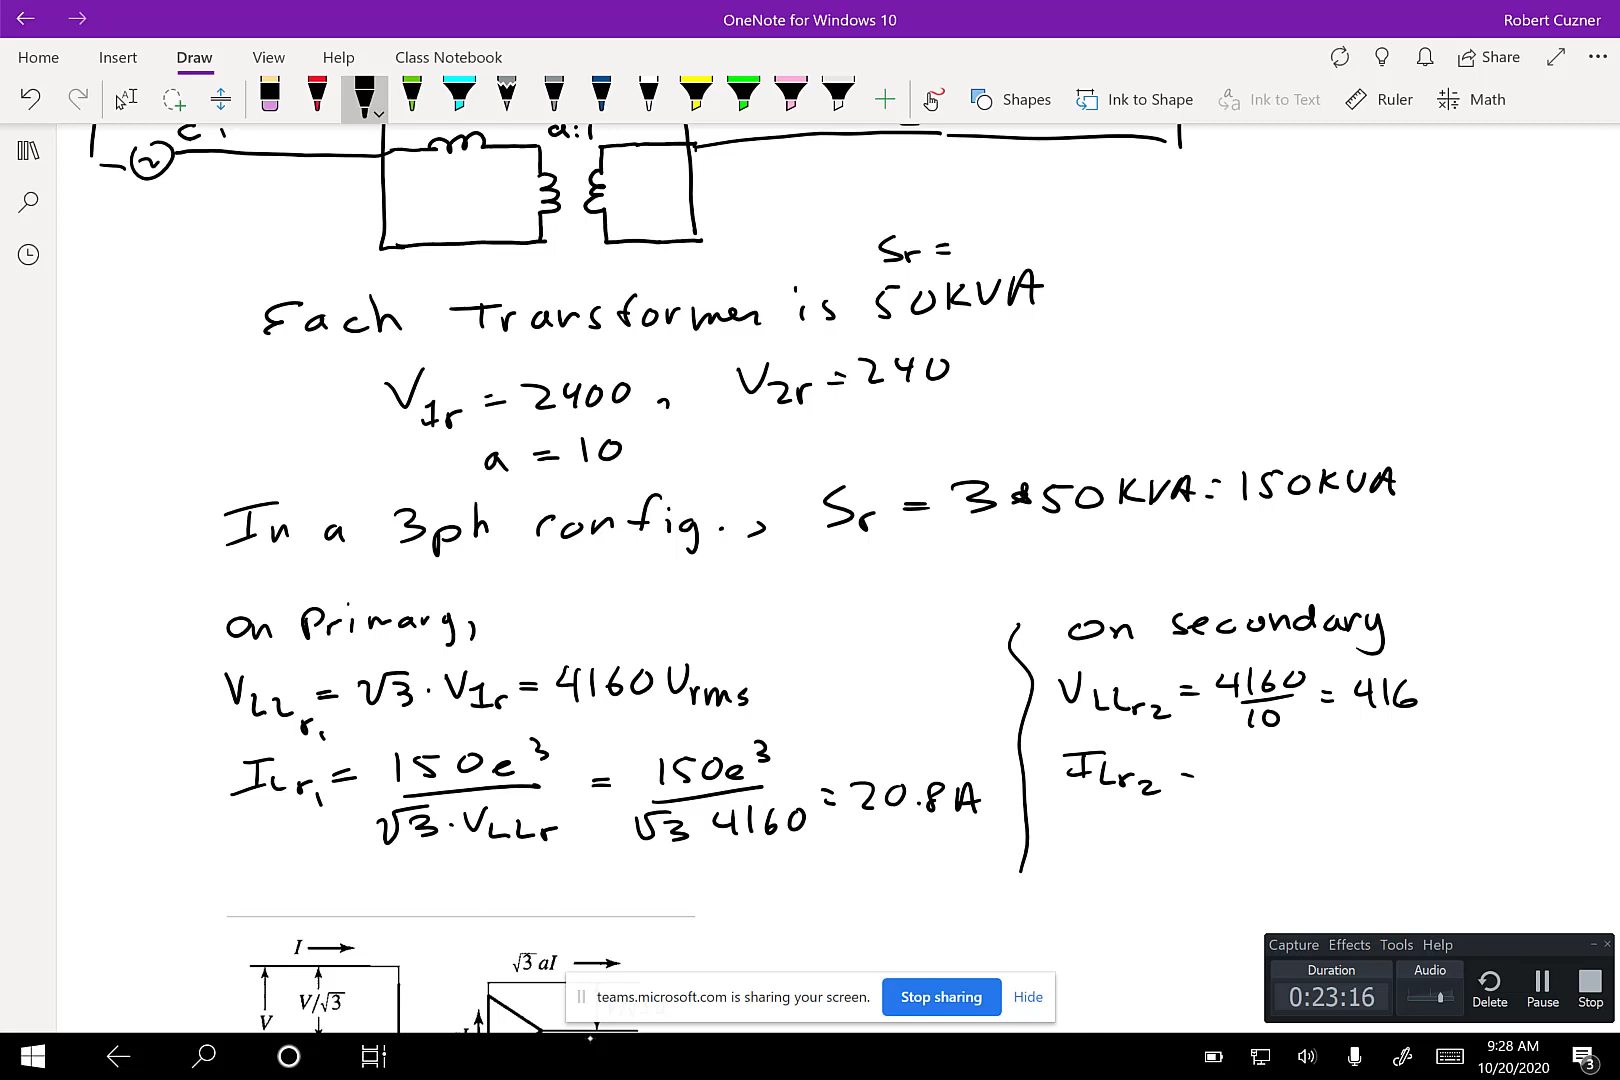 OneNote for Windows 10
Robert Cuzner
Home Insert Draw View Help Class Notebook
Share
Shapes Ink to Shape Ink to Text Ruler Math
a:1
Sr =
Each Transformer is 50KVA
V1r = 2400, V2r = 240
a = 10
In a 3ph config., Sr = 3*50KVA = 150KVA
on Primary,
VLLr1 = √3 · V1r = 4160 Vrms
ILr1 = 150e³ / √3 · VLLr = 150e³ / √3 4160 = 20.8A
on secondary
VLLr2 = 4160/10 = 416
ILr2 -
I
V/√3
V
√3 aI
teams.microsoft.com is sharing your screen. Stop sharing Hide
Capture Effects Tools Help
Duration Audio
0:23:16 Delete Pause Stop
9:28 AM
10/20/2020
3